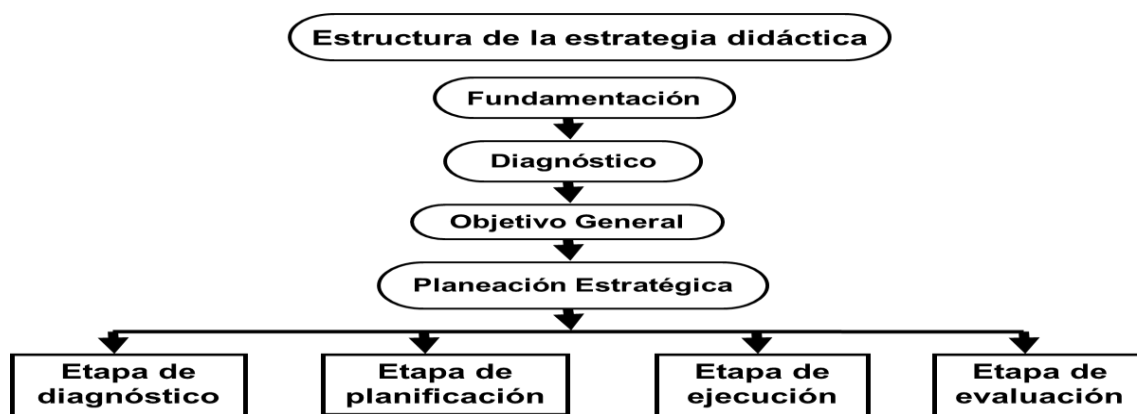 Estructura de la estrategia didáctica
Fundamentación
Diagnóstico
Objetivo General
Planeación Estratégica
Etapa de
diagnóstico
Etapa de
planificación
Etapa de
ejecución
Etapa de
evaluación